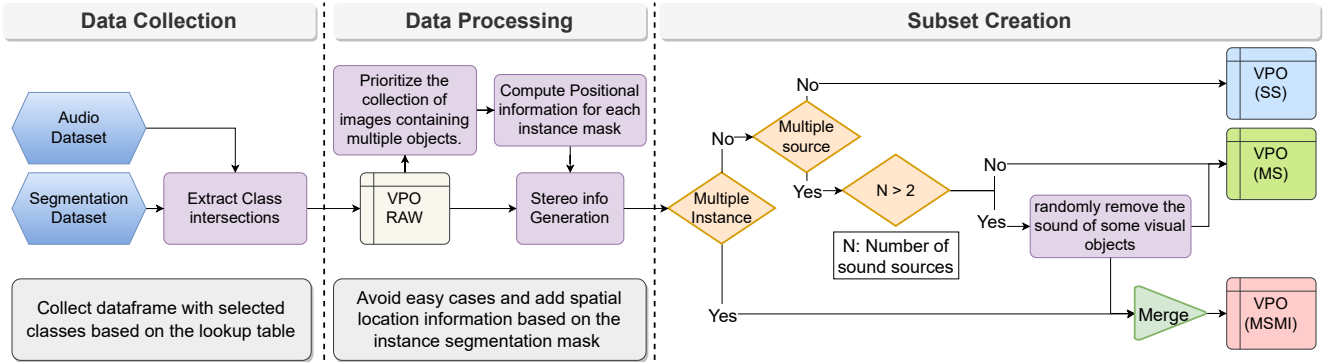 Data Collection
Data Processing
Subset Creation
Audio
Dataset
Segmentation
Dataset
Extract Class
intersections
Collect dataframe with selected
classes based on the lookup table
Prioritize the
collection of
images containing
multiple objects.
Compute Positional
information for each
instance mask
VPO
RAW
Stereo info
Generation
Avoid easy cases and add spatial
location information based on the
instance segmentation mask
Multiple
Instance
No
Yes
Multiple
source
No
Yes
N > 2
N: Number of
sound sources
No
Yes
randomly remove the
sound of some visual
objects
Merge
VPO
(SS)
VPO
(MS)
VPO
(MSMI)